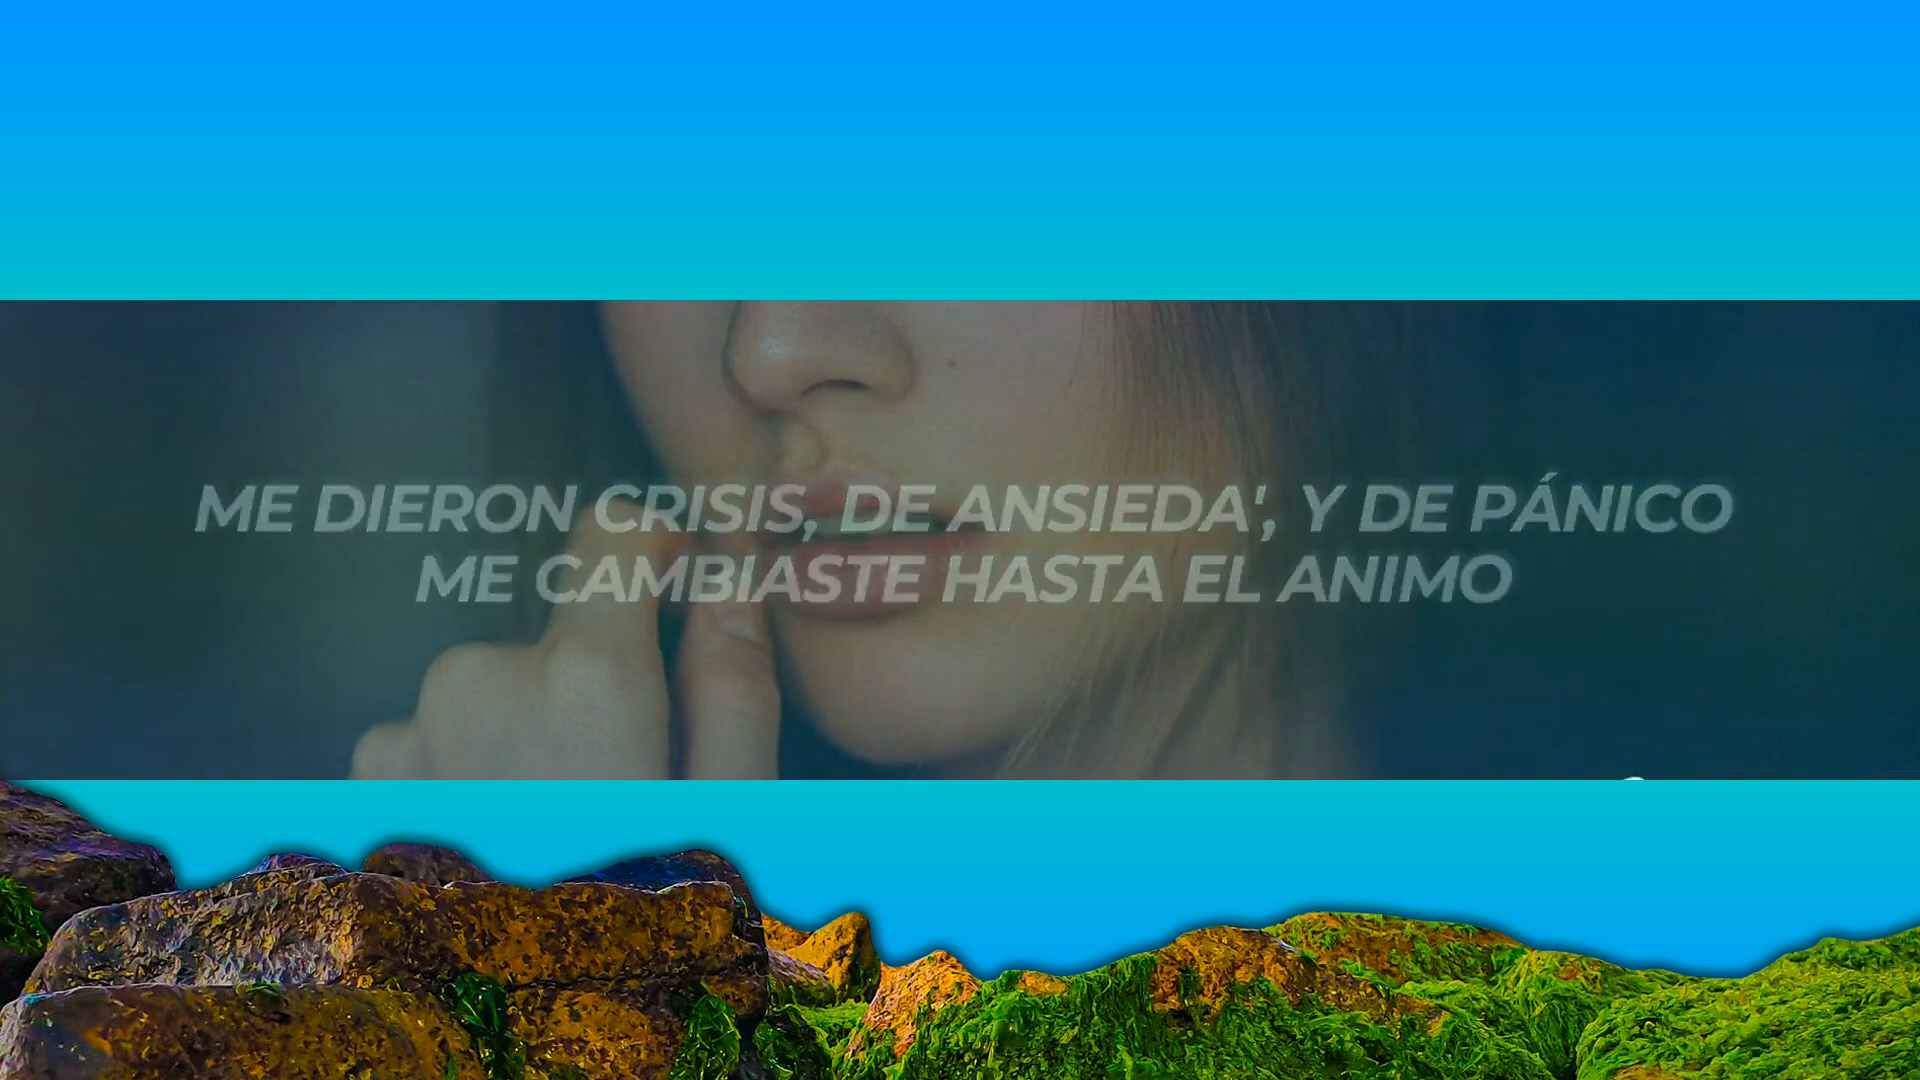 ME DIERON CRISIS, DE ANSIEDA', Y DE PÁNICO
ME CAMBIASTE HASTA EL ANIMO